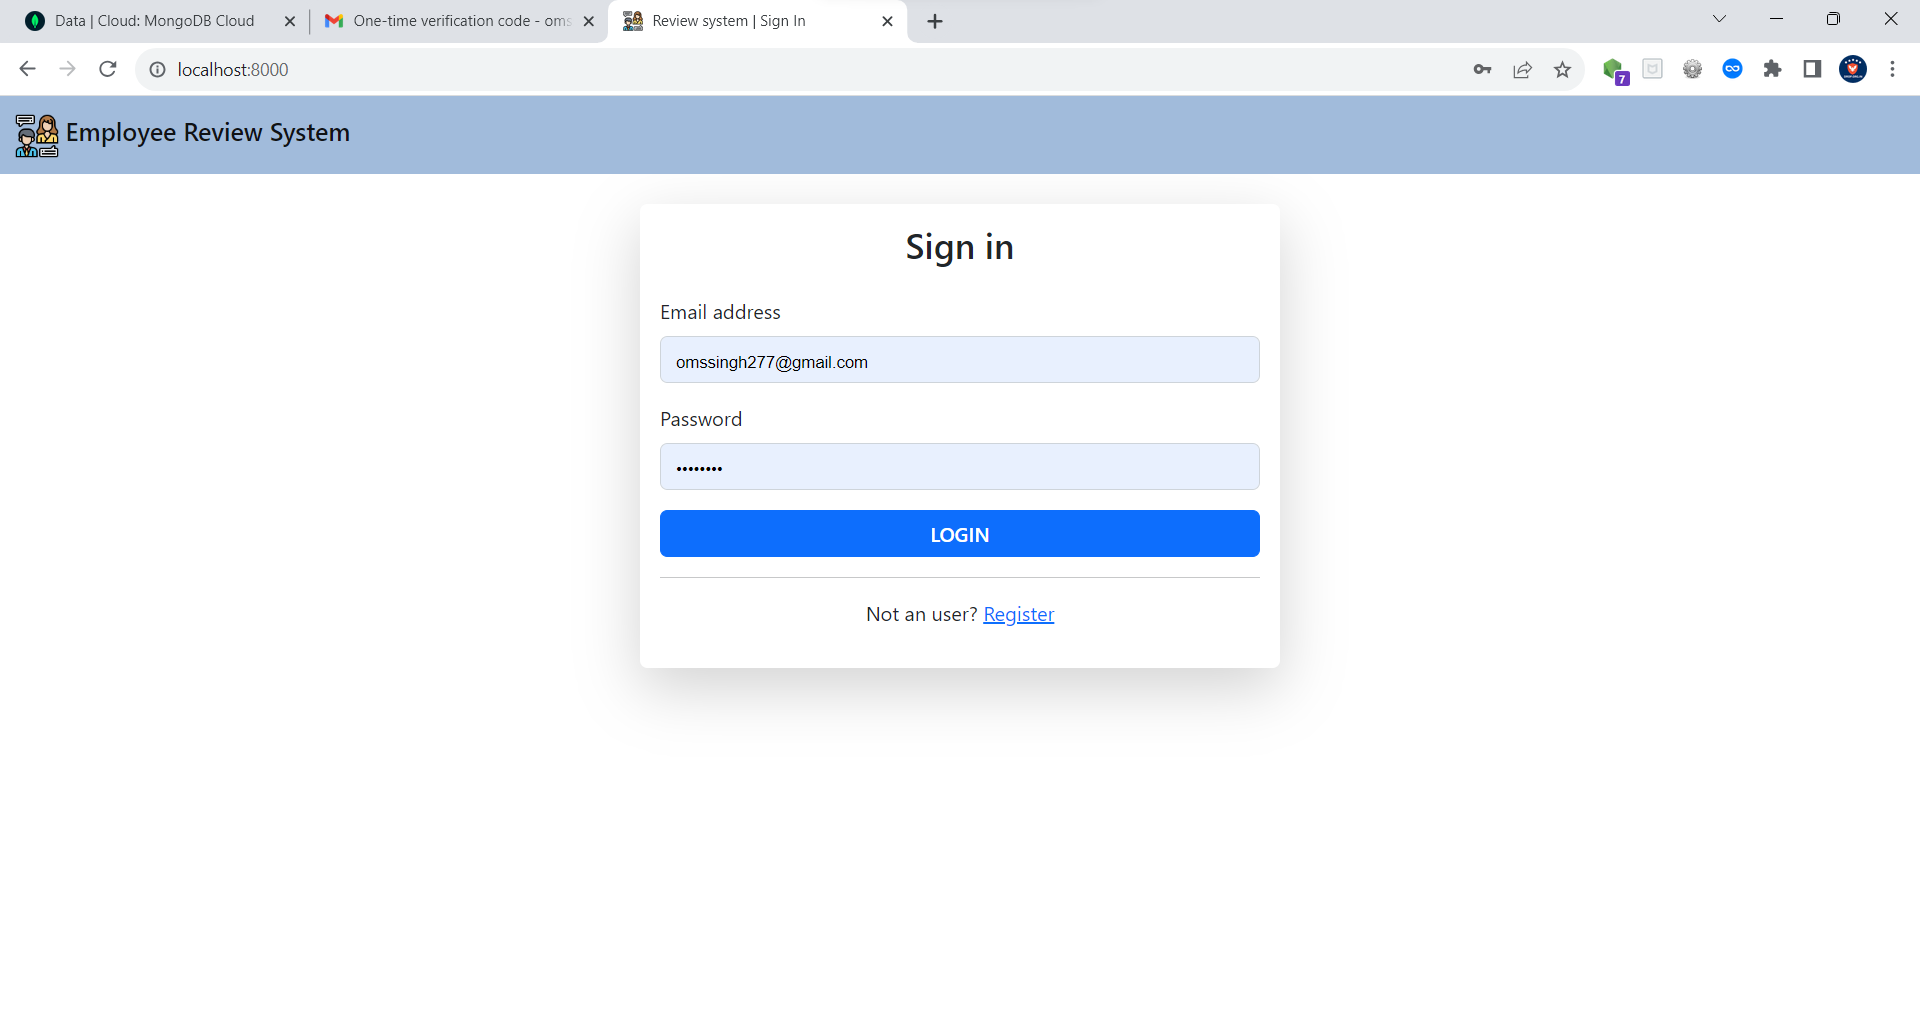 Data | Cloud: MongoDB Cloud
One-time verification code - oms
Review system | Sign In
localhost:8000
7
Employee Review System
Sign in
Email address
omssingh277@gmail.com
Password
••••••••
LOGIN
Not an user? Register